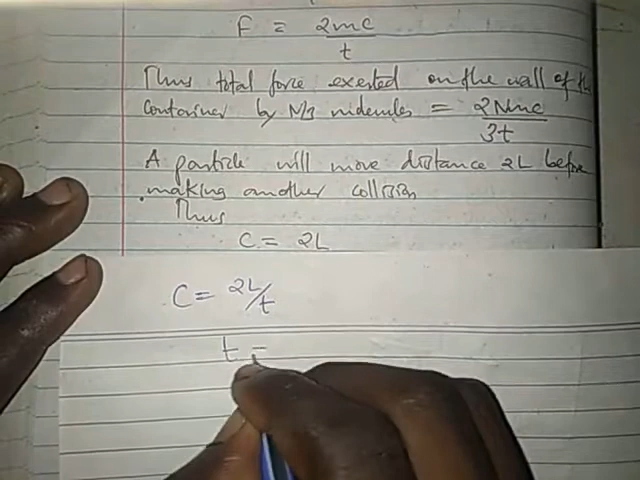 F = 2mc/t
Thus total force exerted on the wall of the
Container by N/3 molecules = 2Nmc/3t
A particle will move distance 2L before
making another collision
Thus
C = 2L
C = 2L/t
t =